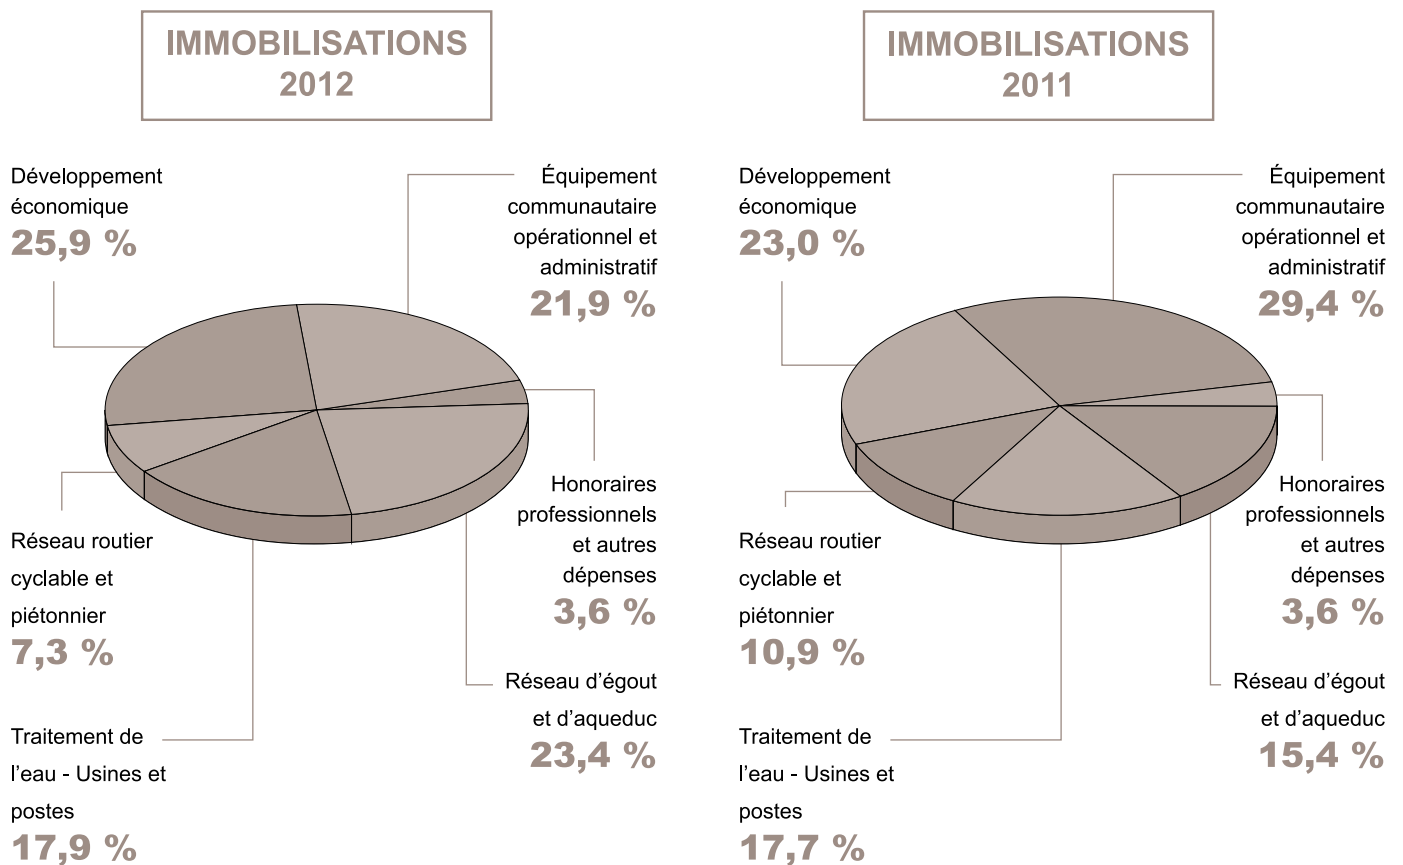 IMMOBILISATIONS
2012
Développement
économique
25,9 %
Équipement
communautaire
opérationnel et
administratif
21,9 %
Réseau routier
cyclable et
piétonnier
7,3 %
Honoraires
professionnels
et autres
dépenses
3,6 %
Traitement de
l’eau - Usines et
postes
17,9 %
Réseau d’égout
et d’aqueduc
23,4 %
IMMOBILISATIONS
2011
Développement
économique
23,0 %
Équipement
communautaire
opérationnel et
administratif
29,4 %
Réseau routier
cyclable et
piétonnier
10,9 %
Honoraires
professionnels
et autres
dépenses
3,6 %
Traitement de
l’eau - Usines et
postes
17,7 %
Réseau d’égout
et d’aqueduc
15,4 %